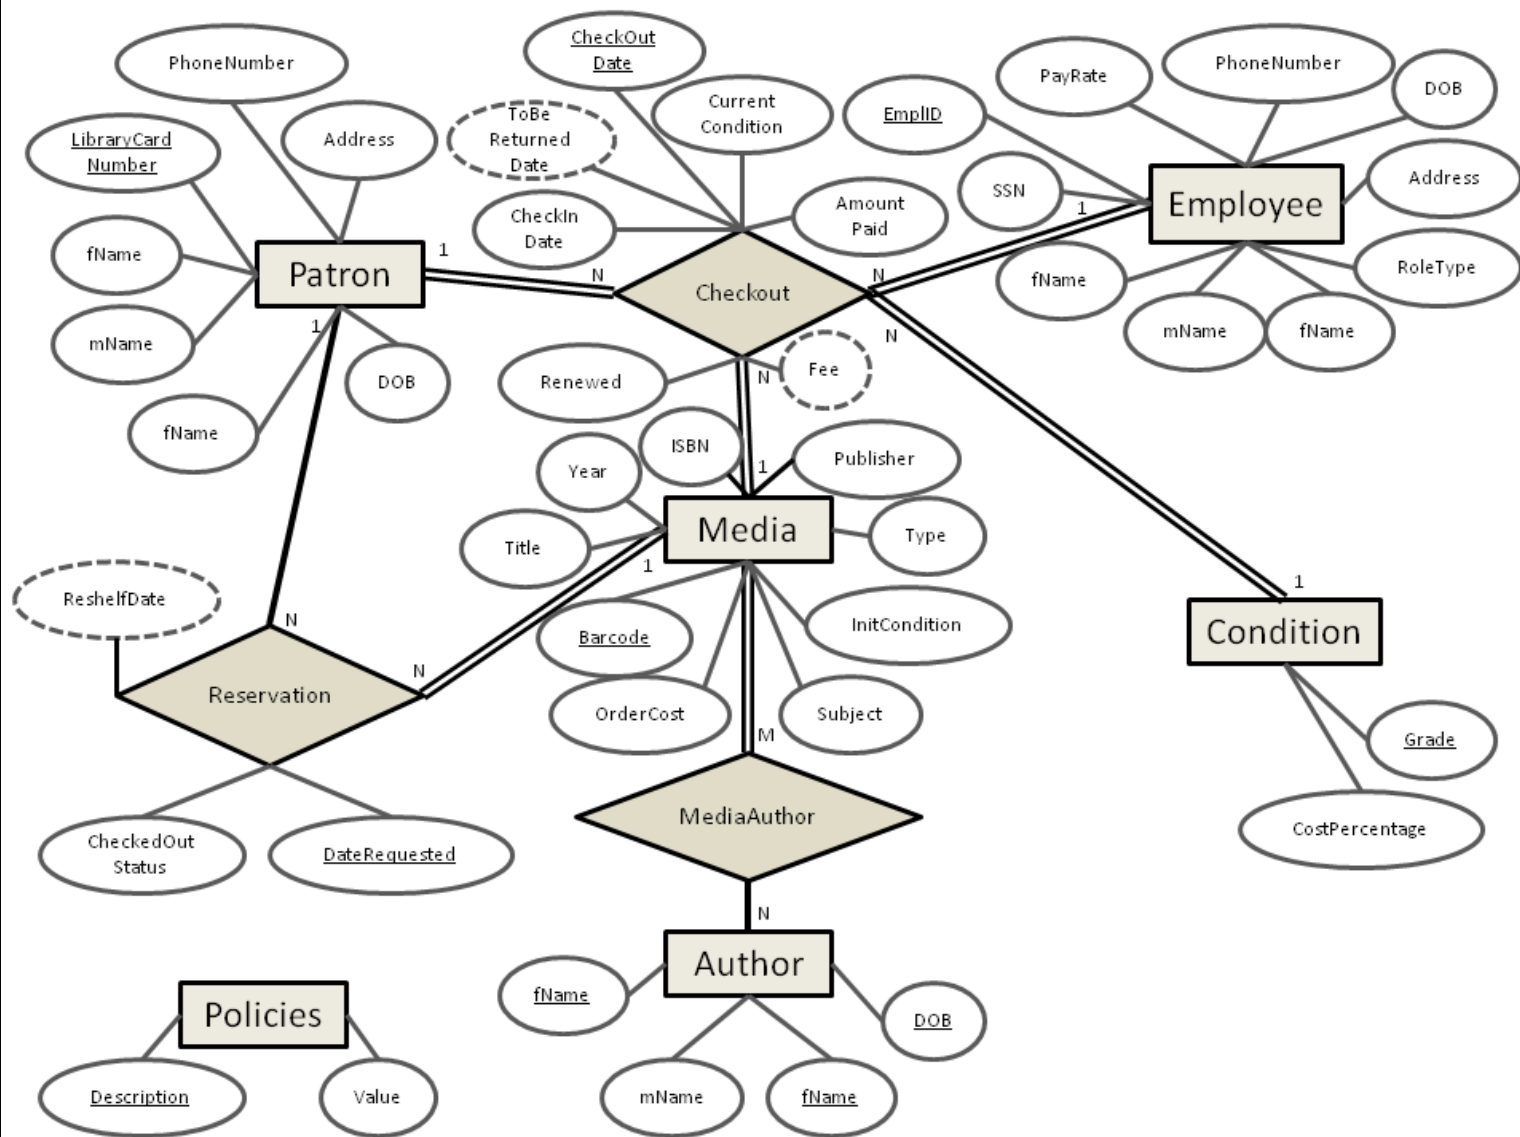 CheckOut
Date
PhoneNumber
PayRate
PhoneNumber
DOB
ToBe
Returned
Date
Current
Condition
EmplID
LibraryCard
Number
Address
SSN
Address
CheckIn
Date
Amount
Paid
1
Employee
fName
1
Patron
N
Checkout
N
fName
RoleType
mName
1
DOB
N
mName
fName
Renewed
N
Fee
fName
ISBN
Publisher
Year
1
Title
Media
Type
1
1
ReshelfDate
N
Barcode
InitCondition
Condition
Reservation
N
OrderCost
Subject
M
Grade
MediaAuthor
CostPercentage
CheckedOut
Status
DateRequested
N
Author
fName
DOB
Policies
mName
fName
Description
Value